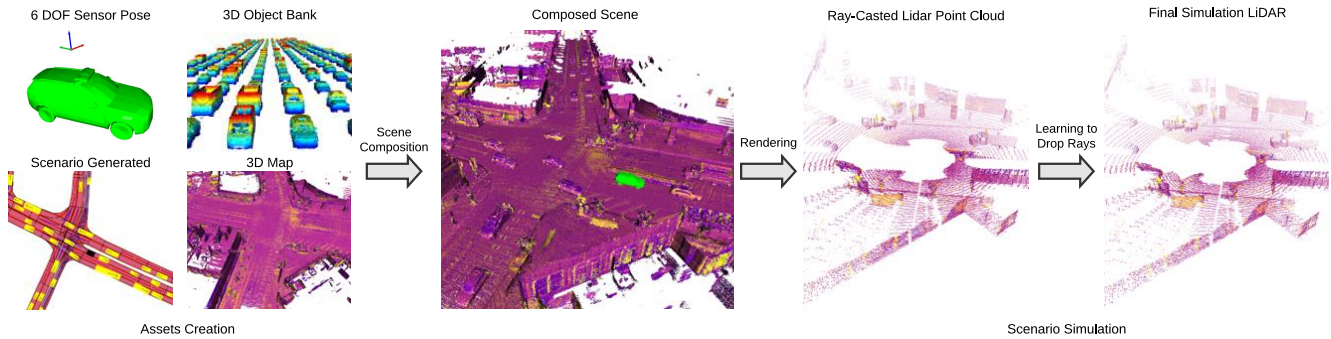 6 DOF Sensor Pose
3D Object Bank
Composed Scene
Ray-Casted Lidar Point Cloud
Final Simulation LiDAR
Scene
Composition
Rendering
Learning to
Drop Rays
Scenario Generated
3D Map
Assets Creation
Scenario Simulation